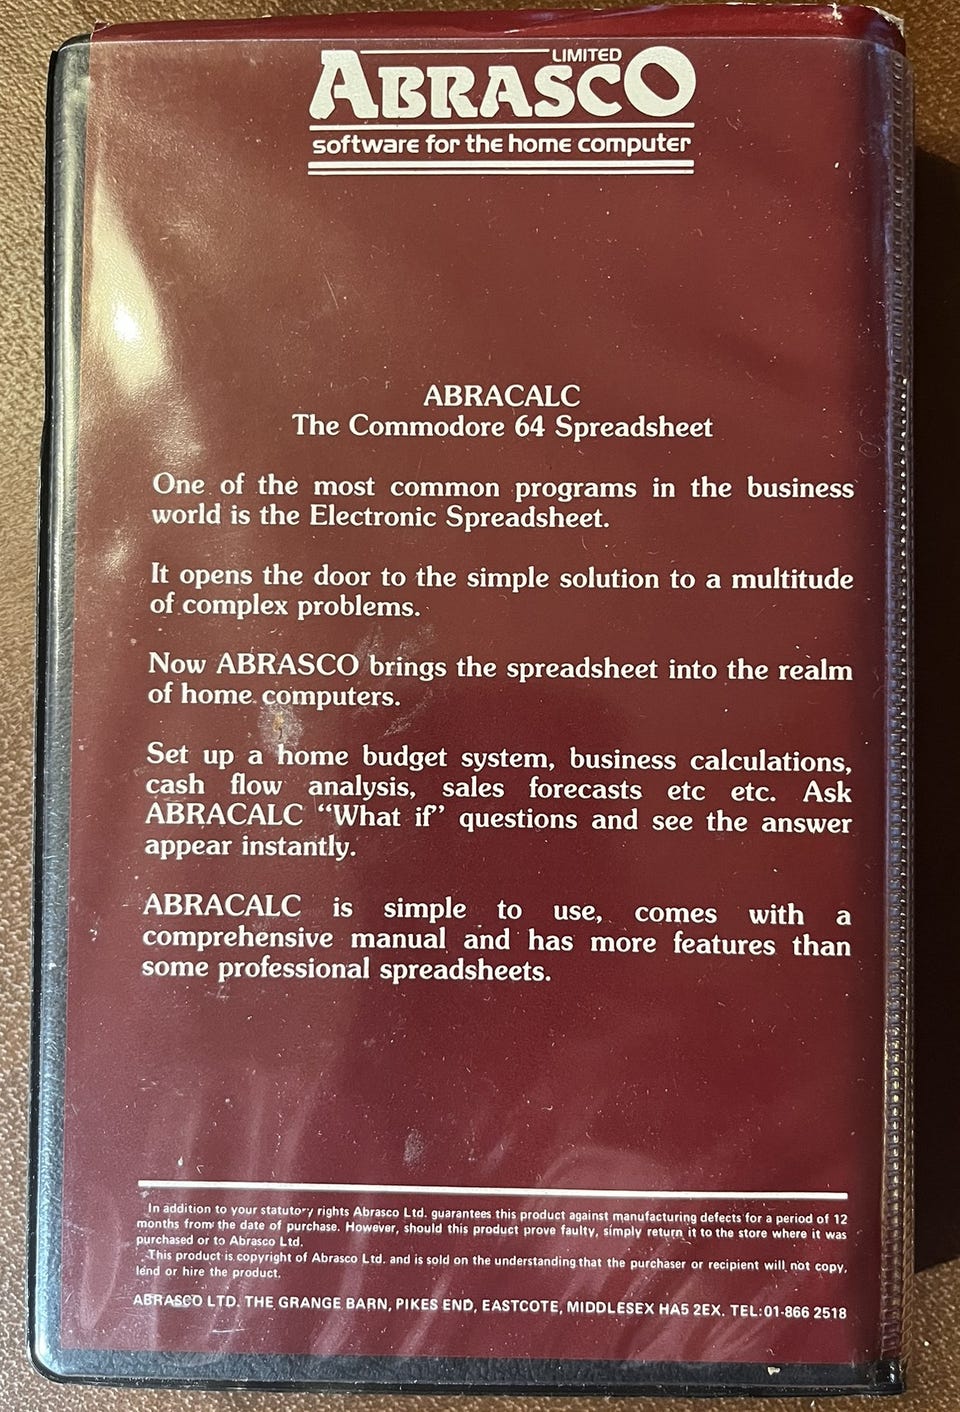 ABRASCO LIMITED
software for the home computer
ABRACALC
The Commodore 64 Spreadsheet
One of the most common programs in the business
world is the Electronic Spreadsheet.
It opens the door to the simple solution to a multitude
of complex problems.
Now ABRASCO brings the spreadsheet into the realm
of home computers.
Set up a home budget system, business calculations,
cash flow analysis, sales forecasts etc etc. Ask
ABRACALC “What if” questions and see the answer
appear instantly.
ABRACALC is simple to use, comes with a
comprehensive manual and has more features than
some professional spreadsheets.
In addition to your statutory rights Abrasco Ltd. guarantees this product against manufacturing defects for a period of 12
months from the date of purchase. However, should this product prove faulty, simply return it to the store where it was
purchased or to Abrasco Ltd.
This product is copyright of Abrasco Ltd. and is sold on the understanding that the purchaser or recipient will not copy,
lend or hire the product.
ABRASCO LTD. THE GRANGE BARN, PIKES END, EASTCOTE, MIDDLESEX HA5 2EX. TEL:01-866 2518